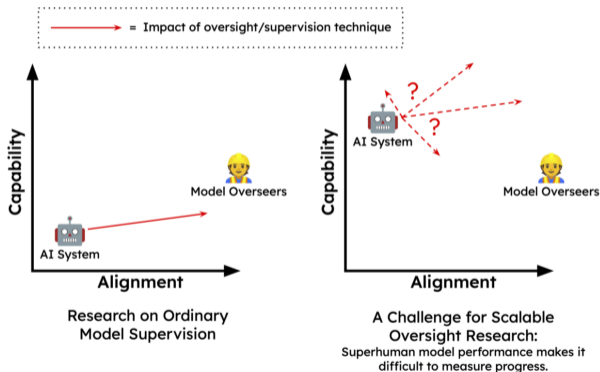 = Impact of oversight/supervision technique
Capability
AI System
Model Overseers
Alignment
Research on Ordinary
Model Supervision
Capability
?
?
AI System
Model Overseers
Alignment
A Challenge for Scalable
Oversight Research:
Superhuman model performance makes it
difficult to measure progress.